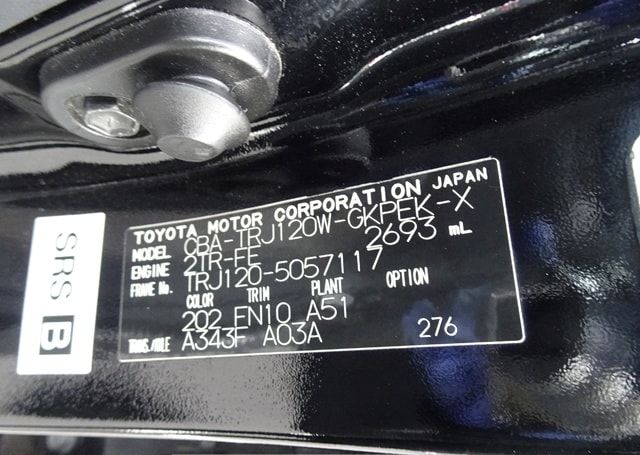 TOYOTA MOTOR CORPORATION JAPAN
MODEL CBA-TRJ120W-GKPEK-X
ENGINE 2TR-FE 2693 mL
FRAME No. TRJ120-5057117
COLOR TRIM PLANT OPTION
202 FN10 A51
TRANS./AXLE A343F A03A 276
SRS B